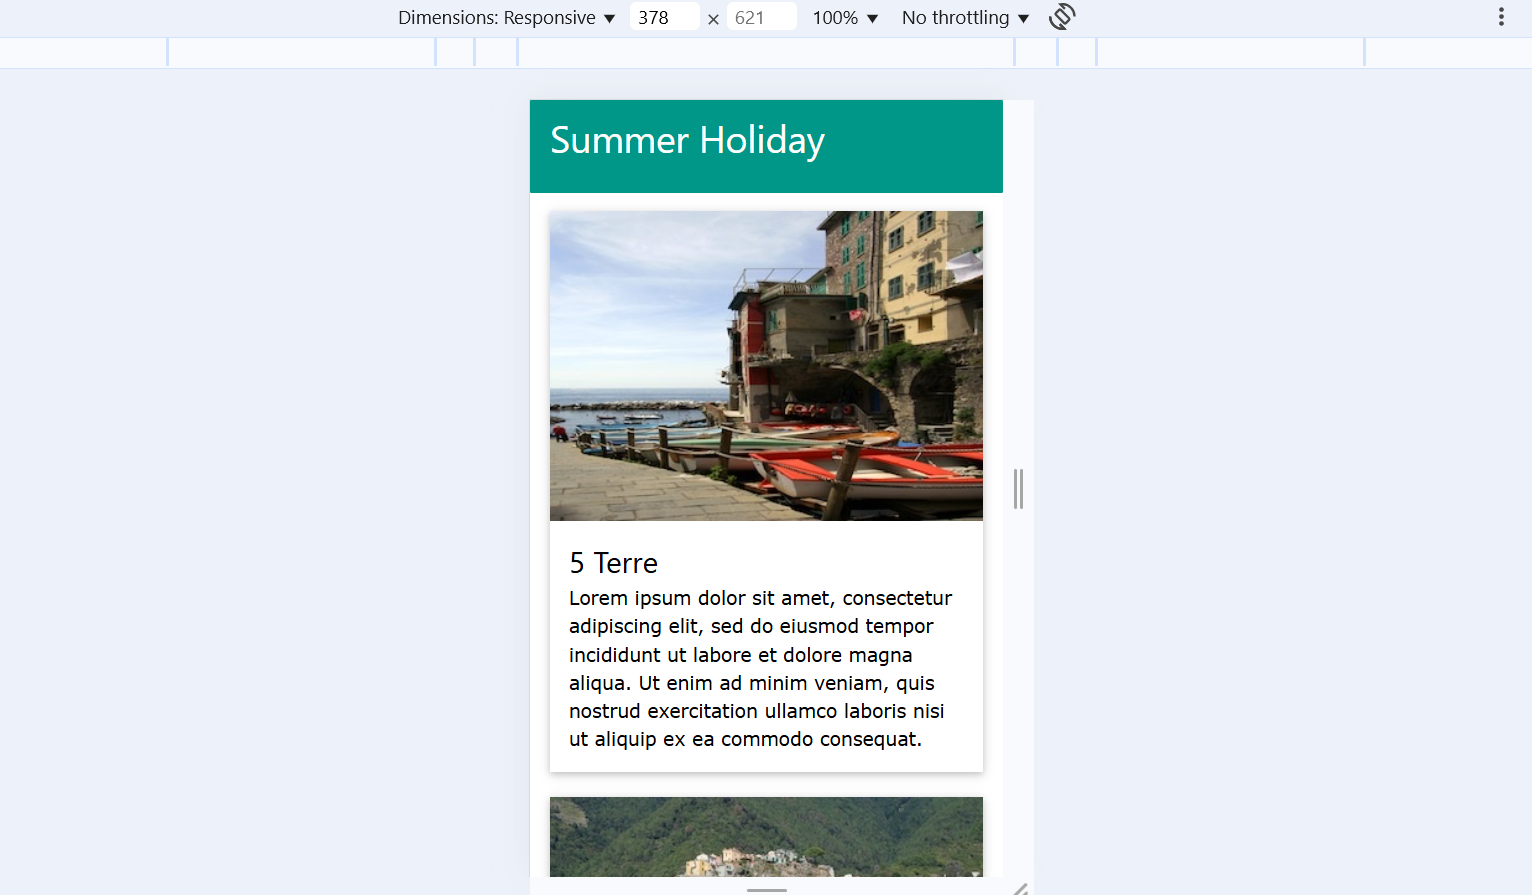 Dimensions: Responsive ▼ 378 × 621 100% ▼ No throttling ▼
Summer Holiday
5 Terre
Lorem ipsum dolor sit amet, consectetur
adipiscing elit, sed do eiusmod tempor
incididunt ut labore et dolore magna
aliqua. Ut enim ad minim veniam, quis
nostrud exercitation ullamco laboris nisi
ut aliquip ex ea commodo consequat.